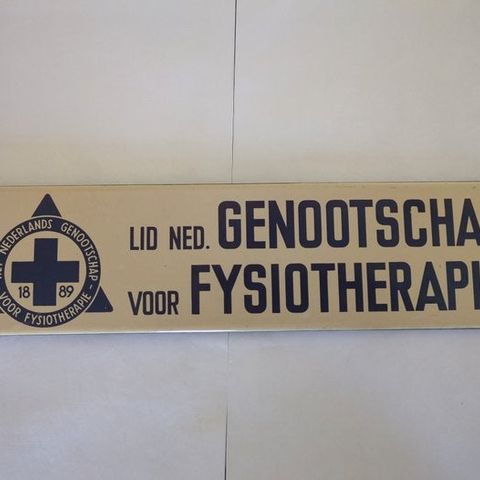 LID NED. GENOOTSCHA
VOOR FYSIOTHERAPI
NEDERLANDS GENOOTSCHAP
VOOR FYSIOTHERAPIE -
18 89